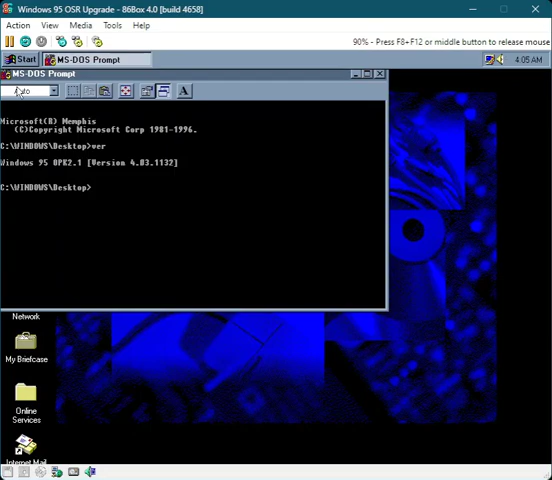 Windows 95 OSR Upgrade - 86Box 4.0 [build 4658]
Action View Media Tools Help
90% - Press F8+F12 or middle button to release mouse
Start MS-DOS Prompt 4:05 AM
MS-DOS Prompt
Auto
Microsoft(R) Memphis
(C)Copyright Microsoft Corp 1981-1996.
C:\WINDOWS\Desktop>ver
Windows 95 OPK2.1 [Version 4.03.1132]
C:\WINDOWS\Desktop>
Network
My Briefcase
Online
Services
Internet Mail